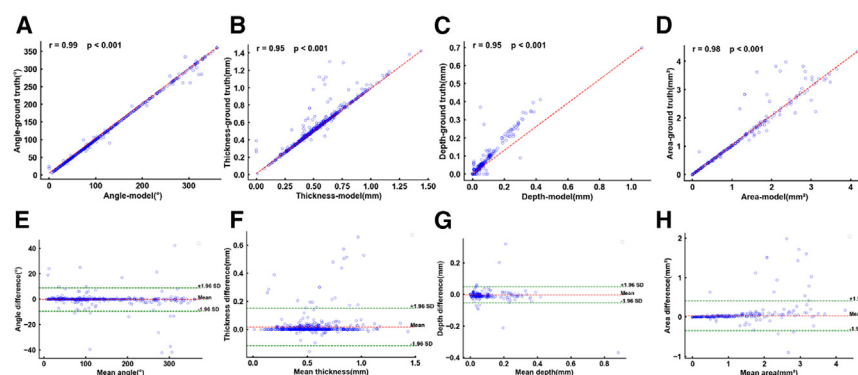 A
B
C
D
r = 0.99 p < 0.001
r = 0.95 p < 0.001
r = 0.95 p < 0.001
r = 0.98 p < 0.001
Angle-ground truth(°)
350
300
250
200
150
100
50
0
0 100 200 300
Angle-model(°)
Thickness-ground truth(mm)
1.4
1.2
1.0
0.8
0.6
0.4
0.2
0.0
0.00 0.25 0.50 0.75 1.00 1.25 1.50
Thickness-model(mm)
Depth-ground truth(mm)
0.7
0.6
0.5
0.4
0.3
0.2
0.1
0.0
0.0 0.2 0.4 0.6 0.8 1.0
Depth-model(mm)
Area-ground truth(mm²)
4
3
2
1
0
0 1 2 3 4
Area-model(mm²)
E
F
G
H
Angle difference(°)
40
20
0
-20
-40
+1.96 SD
Mean
-1.96 SD
0 100 200 300
Mean angle(°)
Thickness difference(mm)
0.6
0.4
0.2
0.0
+1.96 SD
Mean
-1.96 SD
0.0 0.5 1.0 1.5
Mean thickness(mm)
Depth difference(mm)
0.4
0.2
0.0
-0.2
-0.4
+1.96 SD
Mean
-1.96 SD
0.0 0.2 0.4 0.6 0.8
Mean depth(mm)
Area difference(mm²)
2
1
0
-1
+1.9
Mea
-1.9
0 1 2 3 4
Mean area(mm²)